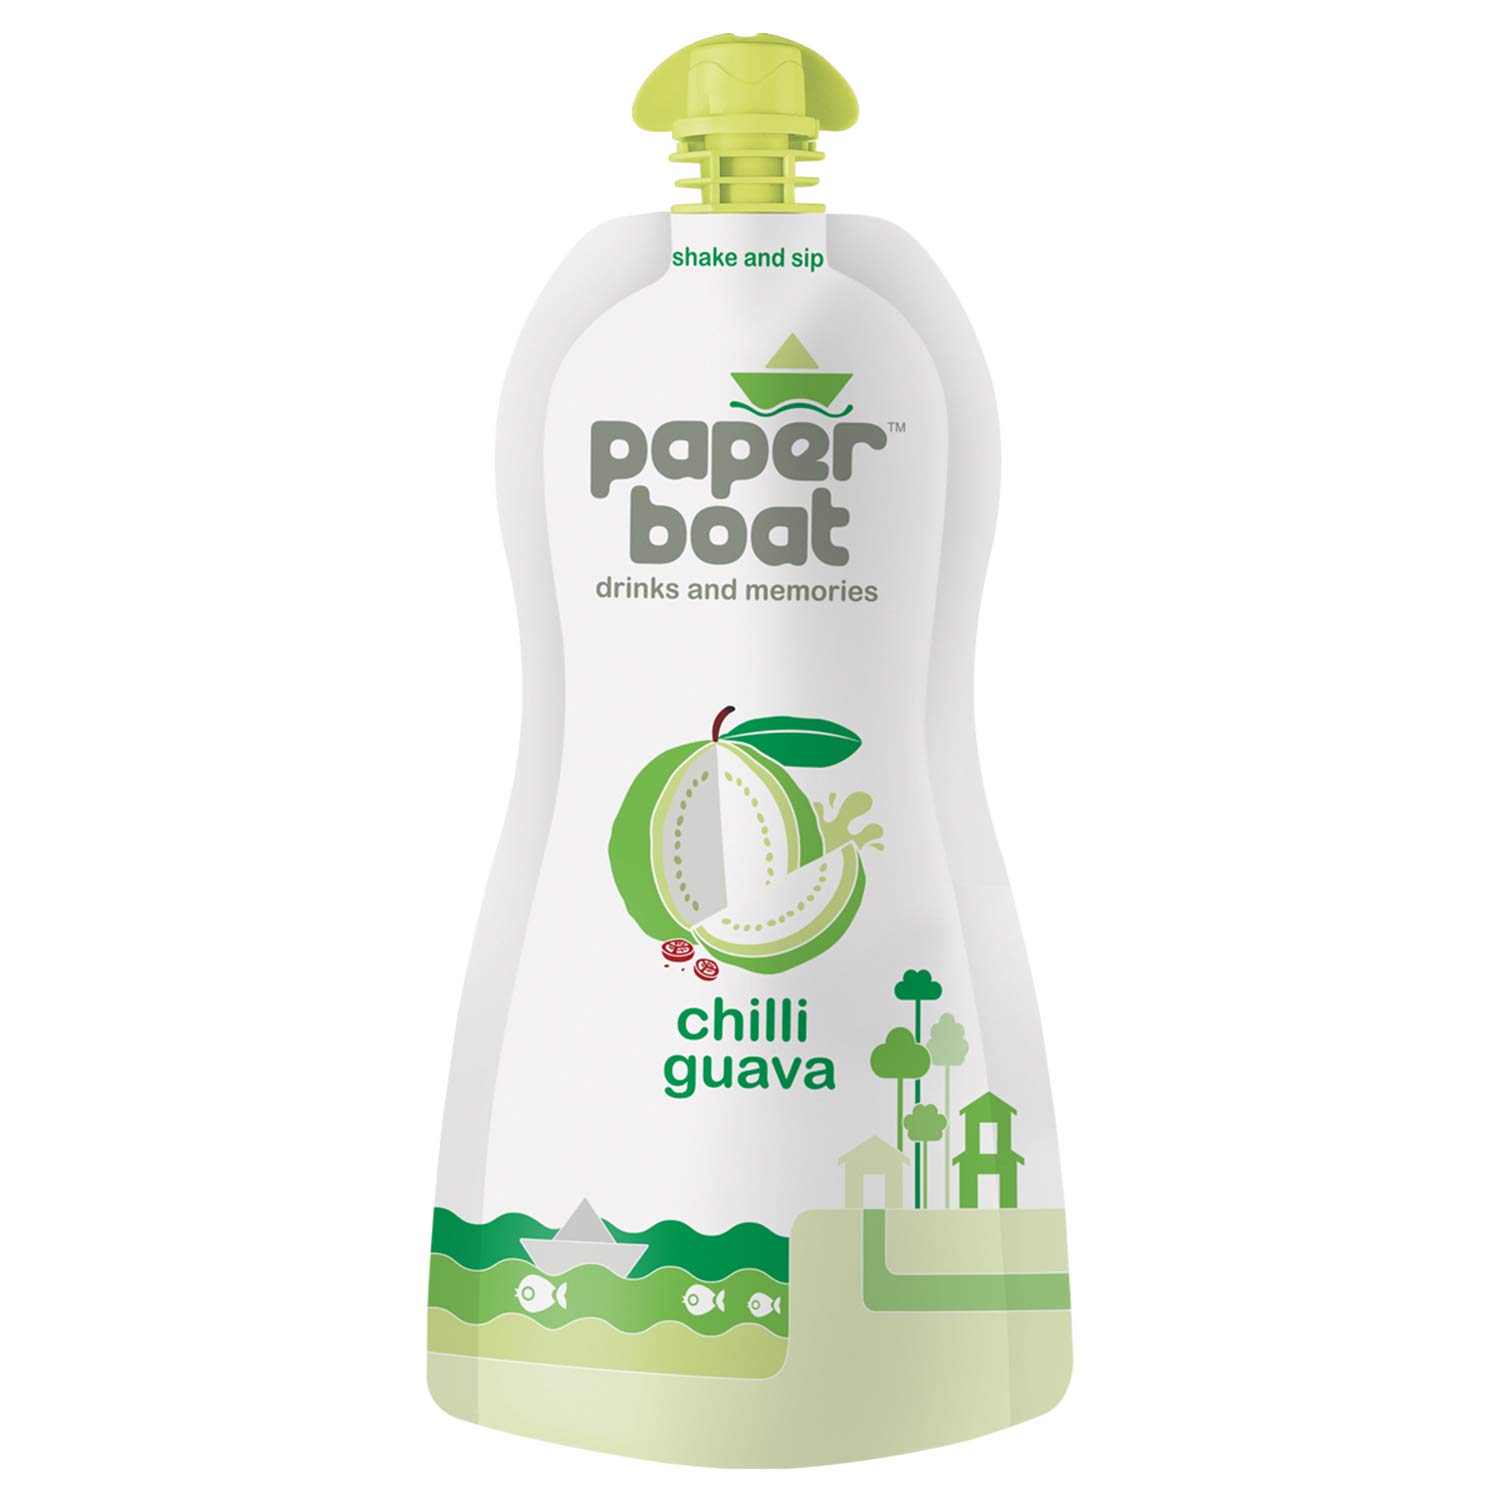 shake and sip
paper™
boat
drinks and memories
chilli
guava